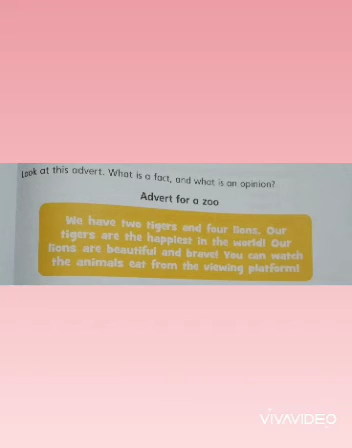 Look at this advert. What is a fact, and what is an opinion?
Advert for a zoo
We have two tigers and four lions. Our
tigers are the happiest in the world! Our
lions are beautiful and brave! You can watch
the animals eat from the viewing platform!
VIVAVIDEO